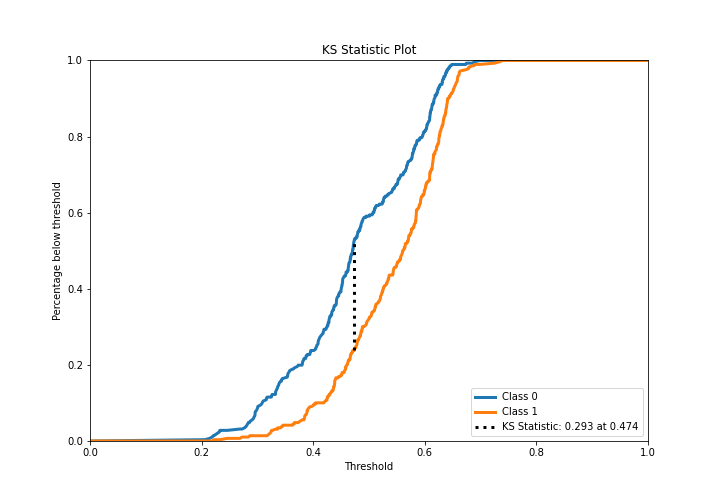 KS Statistic Plot
1.0
0.8
0.6
0.4
0.2
0.0
Percentage below threshold
0.0 0.2 0.4 0.6 0.8 1.0
Threshold
Class 0
Class 1
KS Statistic: 0.293 at 0.474